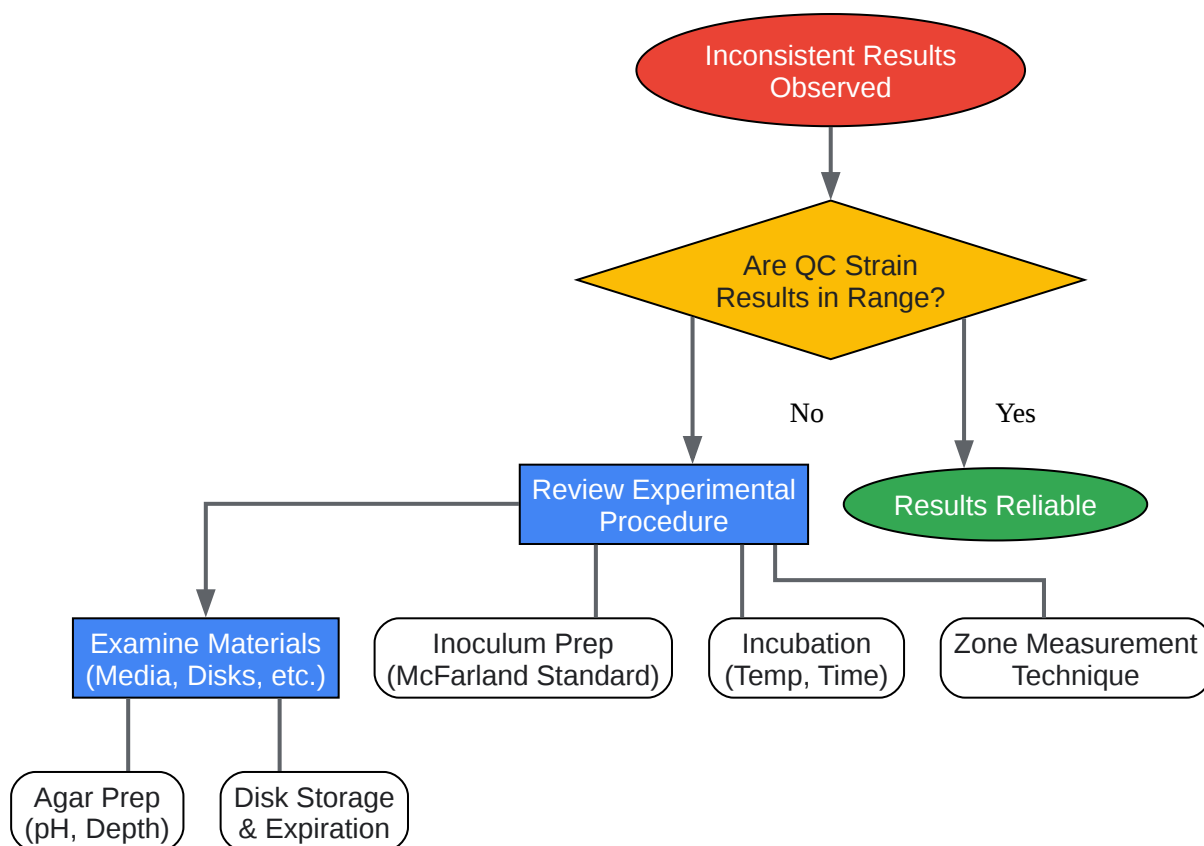 Inconsistent Results
Observed
Are QC Strain
Results in Range?
No
Yes
Review Experimental
Procedure
Results Reliable
Examine Materials
(Media, Disks, etc.)
Inoculum Prep
(McFarland Standard)
Incubation
(Temp, Time)
Zone Measurement
Technique
Agar Prep
(pH, Depth)
Disk Storage
& Expiration